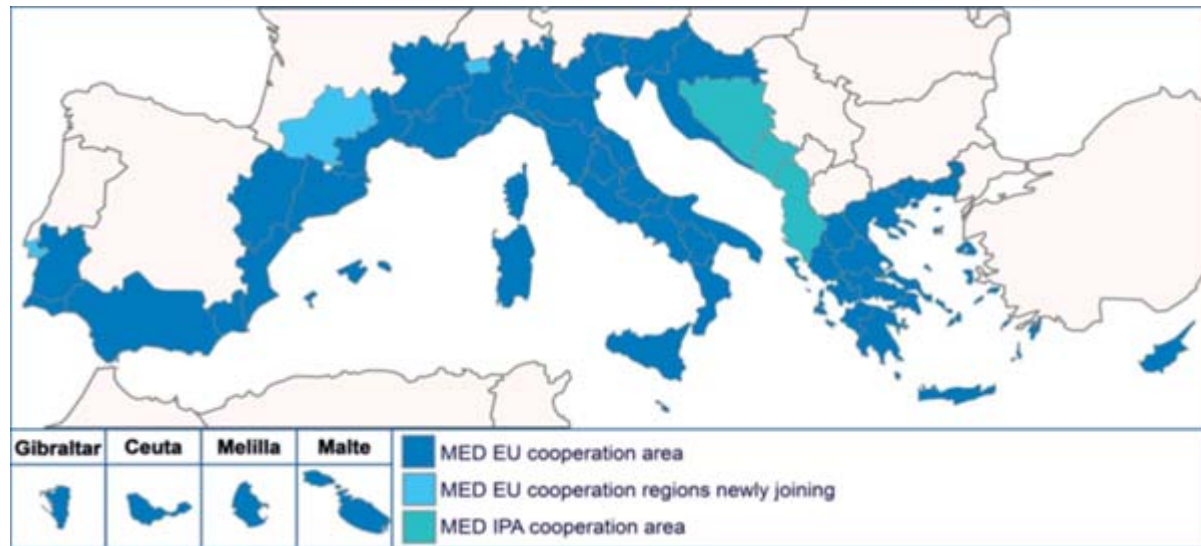 Gibraltar Ceuta Melilla Malte
MED EU cooperation area
MED EU cooperation regions newly joining
MED IPA cooperation area